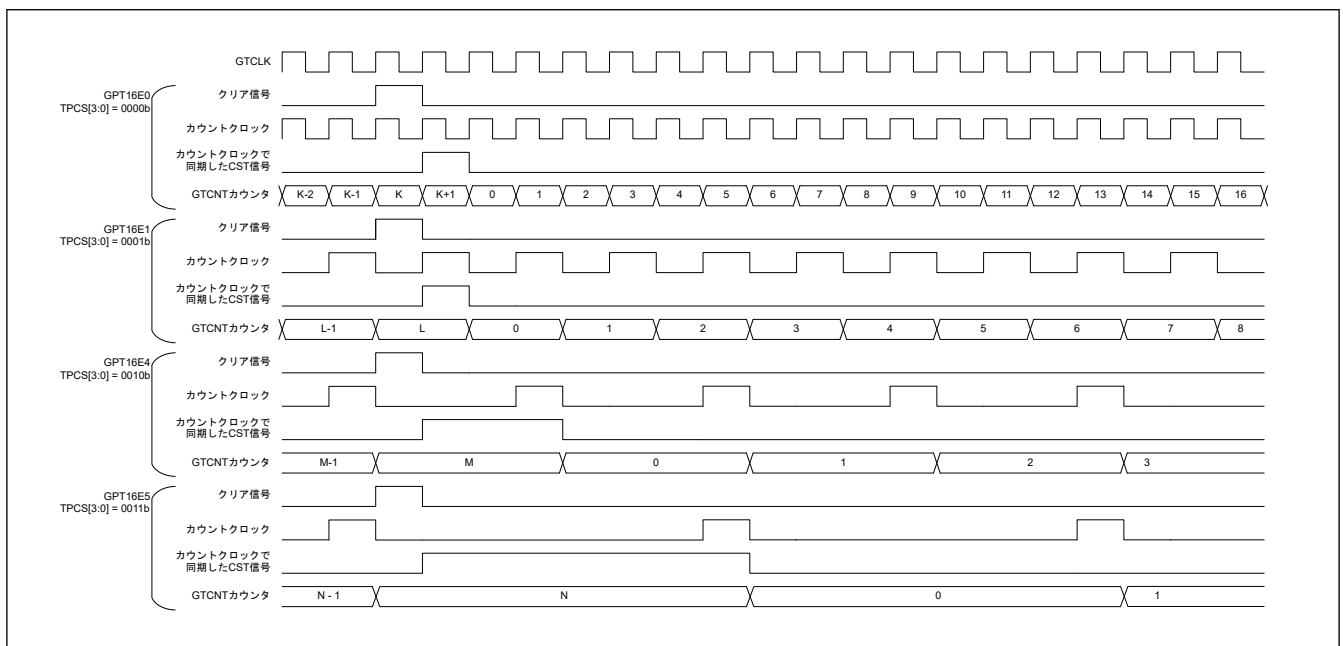 GTCLK
GPT16E0
TPCS[3:0] = 0000b
クリア信号
カウントクロック
カウントクロックで
同期したCST信号
GTCNTカウンタ K-2 K-1 K K+1 0 1 2 3 4 5 6 7 8 9 10 11 12 13 14 15 16
GPT16E1
TPCS[3:0] = 0001b
クリア信号
カウントクロック
カウントクロックで
同期したCST信号
GTCNTカウンタ L-1 L 0 1 2 3 4 5 6 7 8
GPT16E4
TPCS[3:0] = 0010b
クリア信号
カウントクロック
カウントクロックで
同期したCST信号
GTCNTカウンタ M-1 M 0 1 2 3
GPT16E5
TPCS[3:0] = 0011b
クリア信号
カウントクロック
カウントクロックで
同期したCST信号
GTCNTカウンタ N - 1 N 0 1